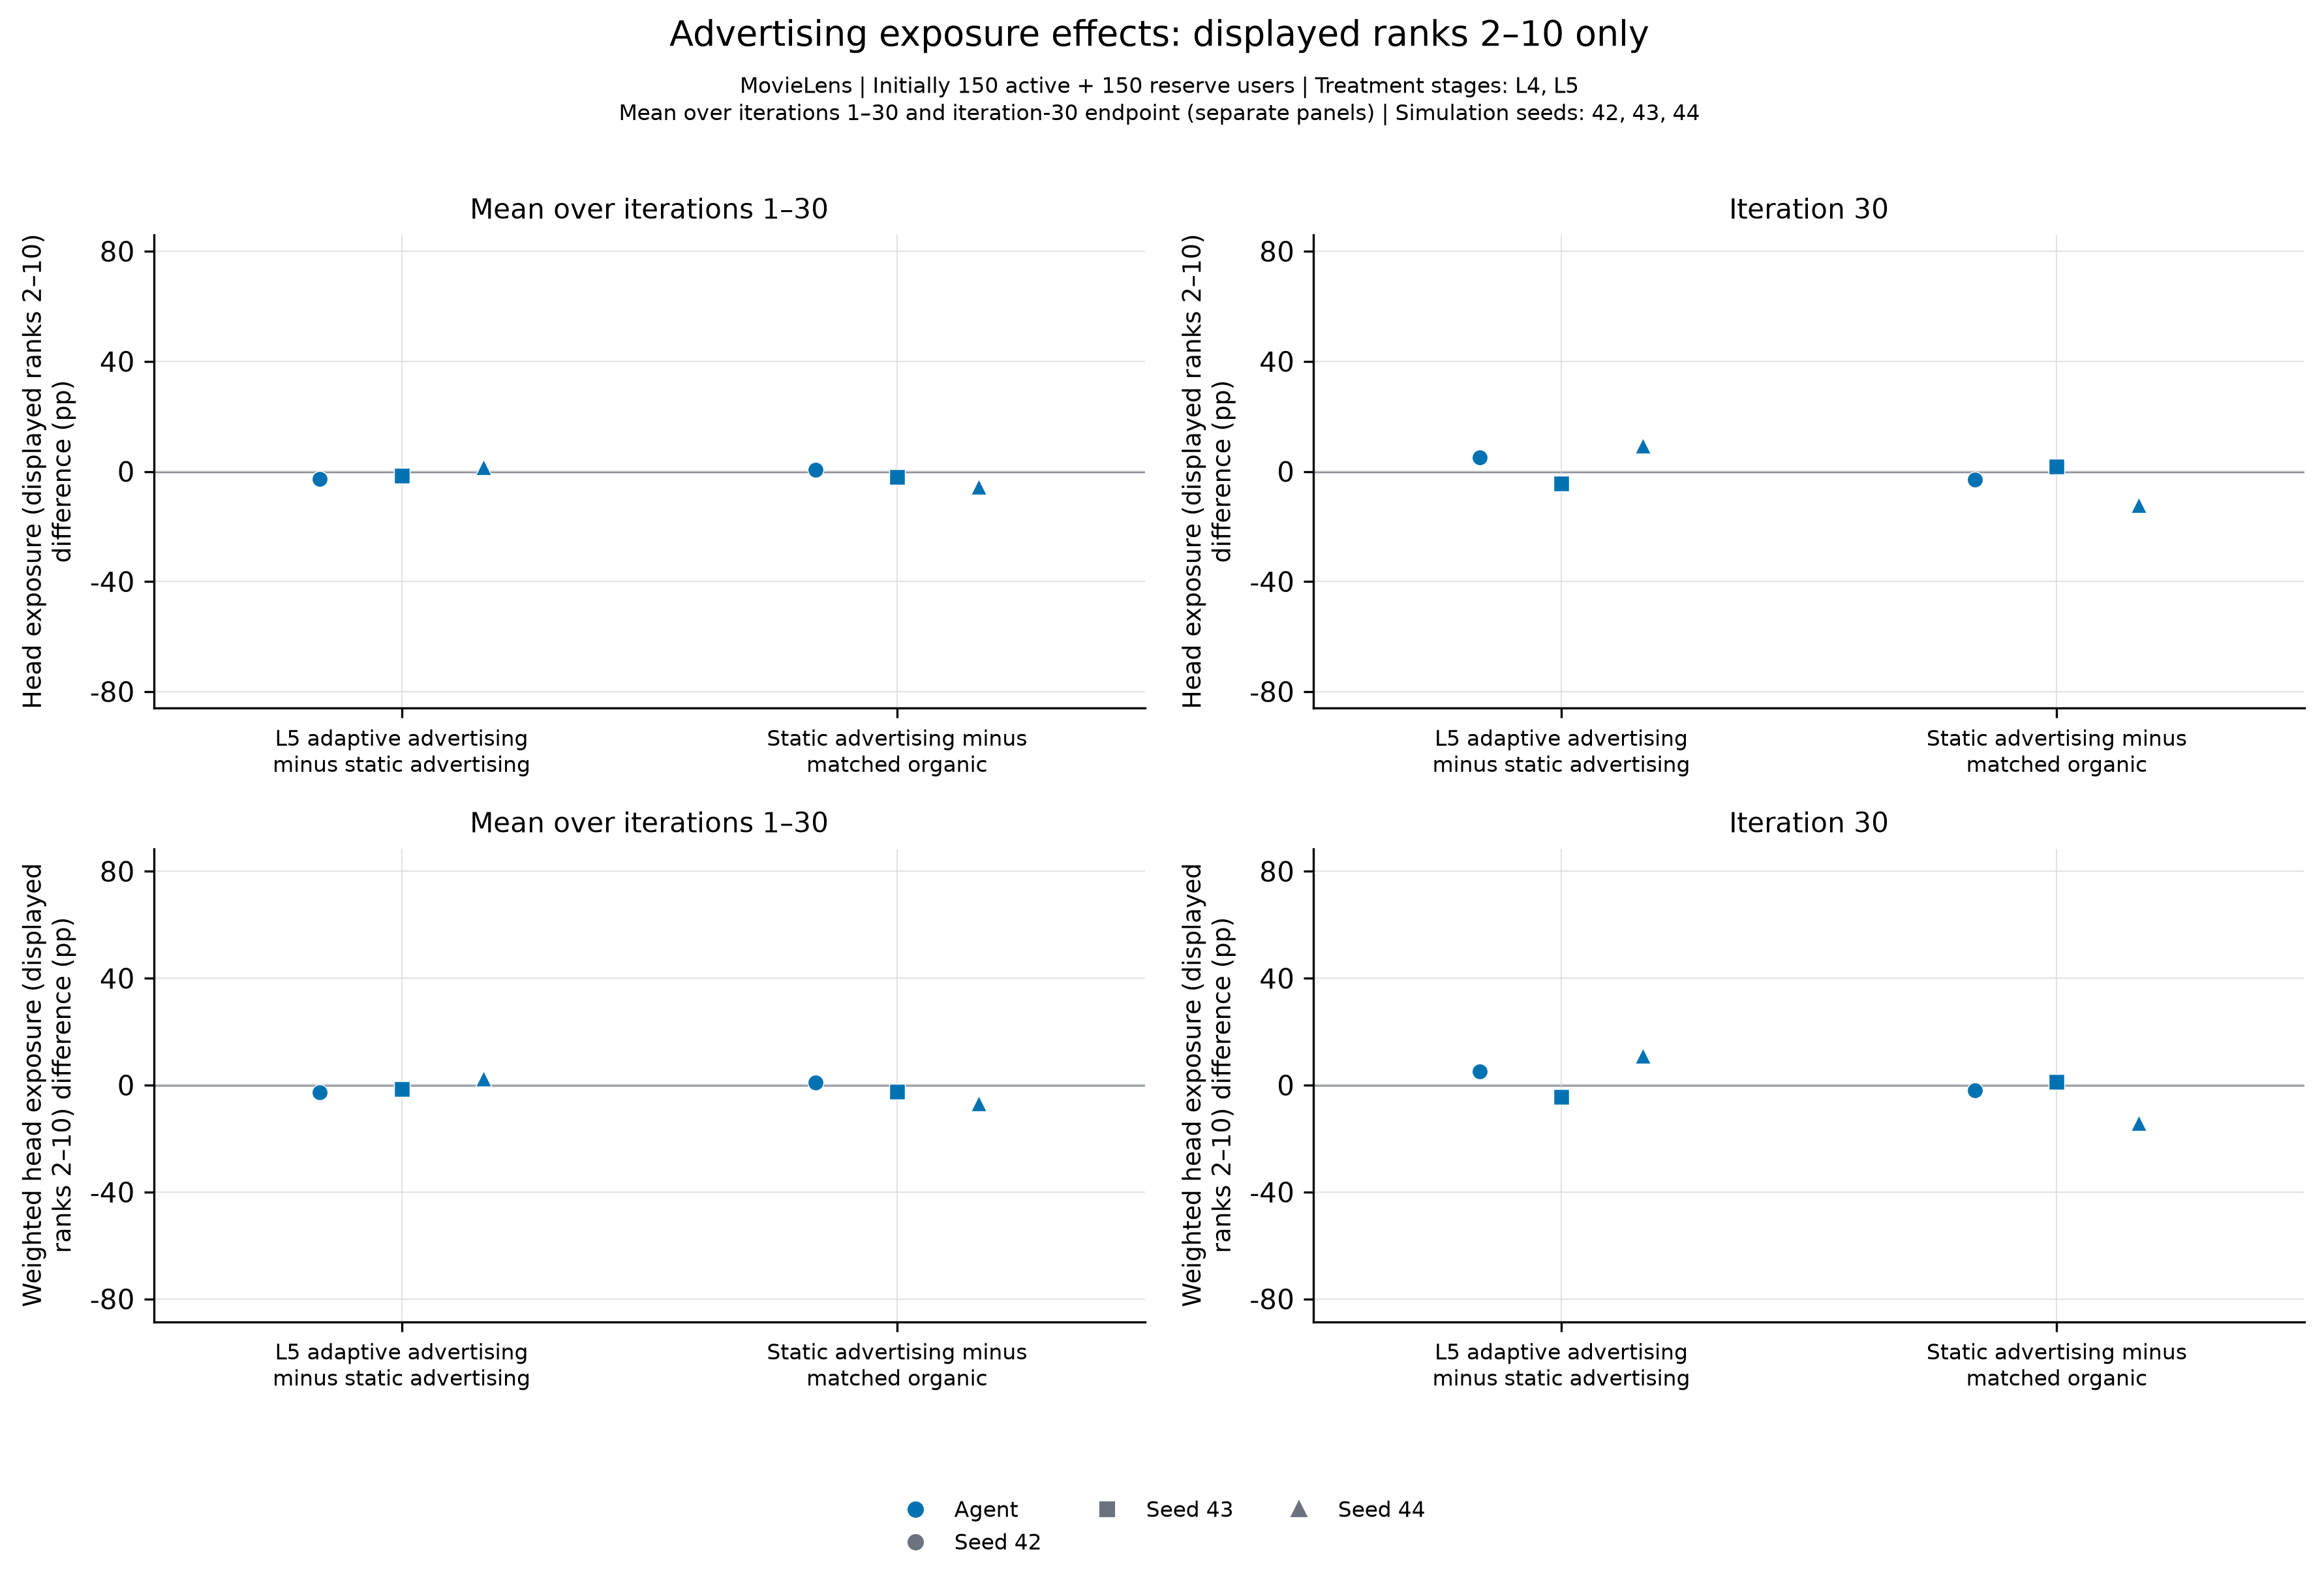 Advertising exposure effects: displayed ranks 2–10 only
MovieLens | Initially 150 active + 150 reserve users | Treatment stages: L4, L5
Mean over iterations 1–30 and iteration-30 endpoint (separate panels) | Simulation seeds: 42, 43, 44
Mean over iterations 1–30
Head exposure (displayed ranks 2–10)
difference (pp)
80
40
0
-40
-80
L5 adaptive advertising
minus static advertising
Static advertising minus
matched organic
Iteration 30
Head exposure (displayed ranks 2–10)
difference (pp)
80
40
0
-40
-80
L5 adaptive advertising
minus static advertising
Static advertising minus
matched organic
Mean over iterations 1–30
Weighted head exposure (displayed
ranks 2–10) difference (pp)
80
40
0
-40
-80
L5 adaptive advertising
minus static advertising
Static advertising minus
matched organic
Iteration 30
Weighted head exposure (displayed
ranks 2–10) difference (pp)
80
40
0
-40
-80
L5 adaptive advertising
minus static advertising
Static advertising minus
matched organic
Agent
Seed 42
Seed 43
Seed 44